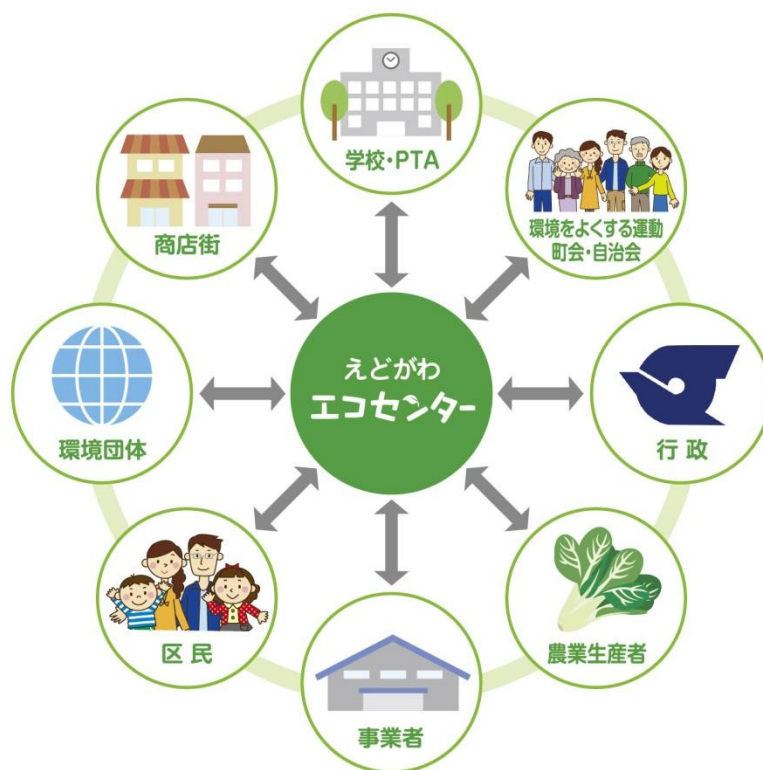 学校・PTA
環境をよくする運動
町会・自治会
行政
農業生産者
事業者
区民
環境団体
商店街
えどがわ
エコセンター